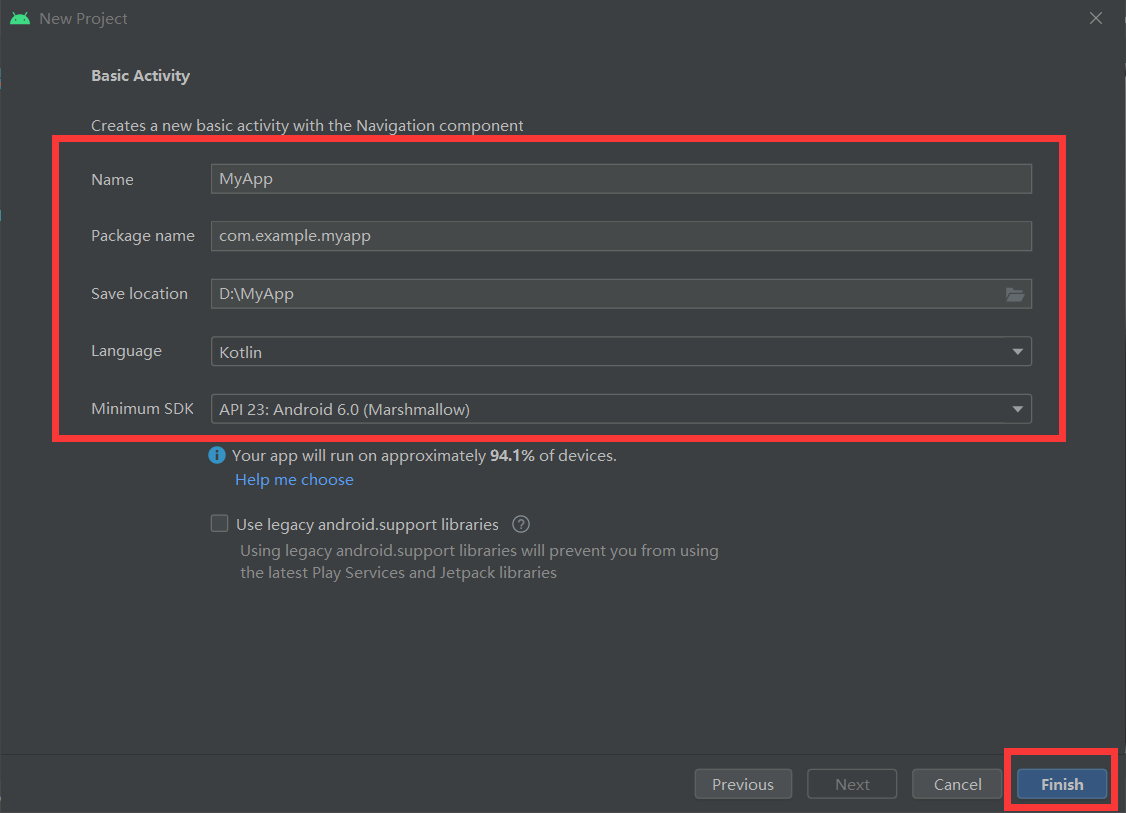 New Project
Basic Activity
Creates a new basic activity with the Navigation component
Name MyApp
Package name com.example.myapp
Save location D:\MyApp
Language Kotlin
Minimum SDK API 23: Android 6.0 (Marshmallow)
Your app will run on approximately 94.1% of devices.
Help me choose
Use legacy android.support libraries ?
Using legacy android.support libraries will prevent you from using
the latest Play Services and Jetpack libraries
Previous Next Cancel Finish